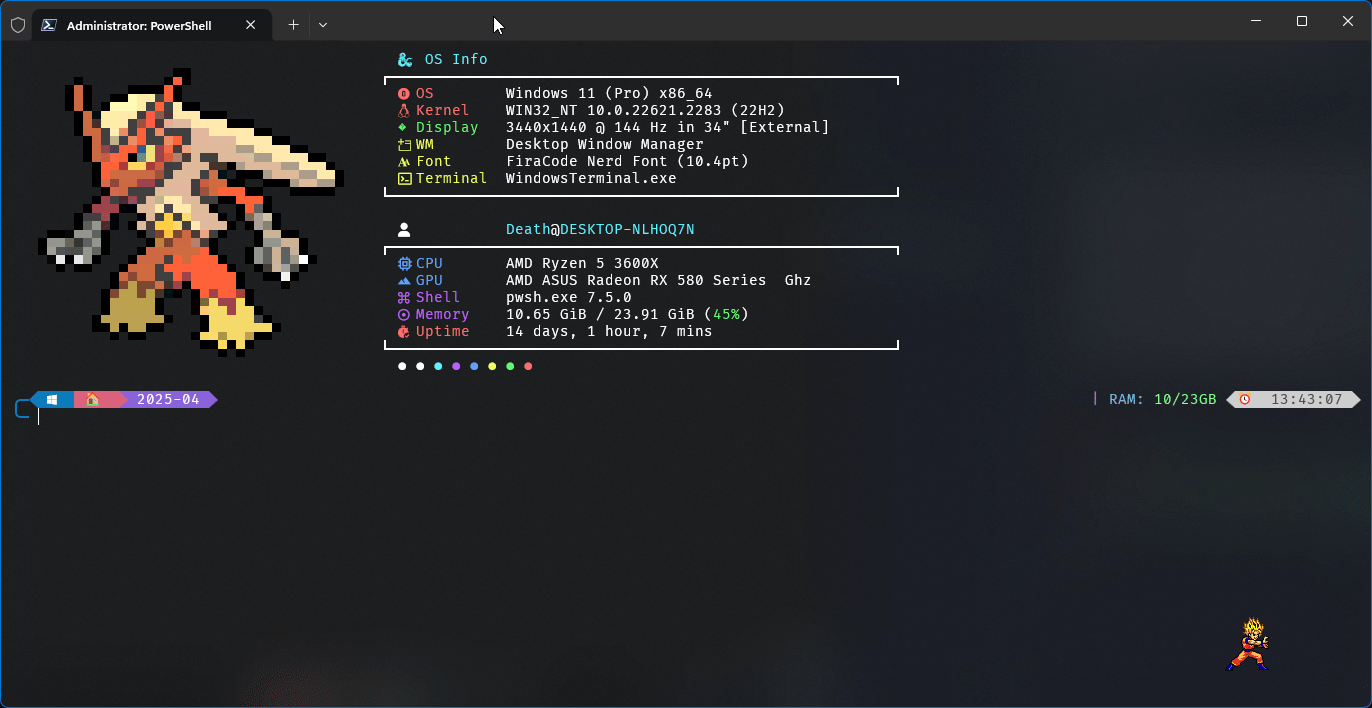 Administrator: PowerShell
OS Info
OS Windows 11 (Pro) x86_64
Kernel WIN32_NT 10.0.22621.2283 (22H2)
Display 3440x1440 @ 144 Hz in 34" [External]
WM Desktop Window Manager
Font FiraCode Nerd Font (10.4pt)
Terminal WindowsTerminal.exe
Death@DESKTOP-NLHOQ7N
CPU AMD Ryzen 5 3600X
GPU AMD ASUS Radeon RX 580 Series Ghz
Shell pwsh.exe 7.5.0
Memory 10.65 GiB / 23.91 GiB (45%)
Uptime 14 days, 1 hour, 7 mins
2025-04 | RAM: 10/23GB 13:43:07